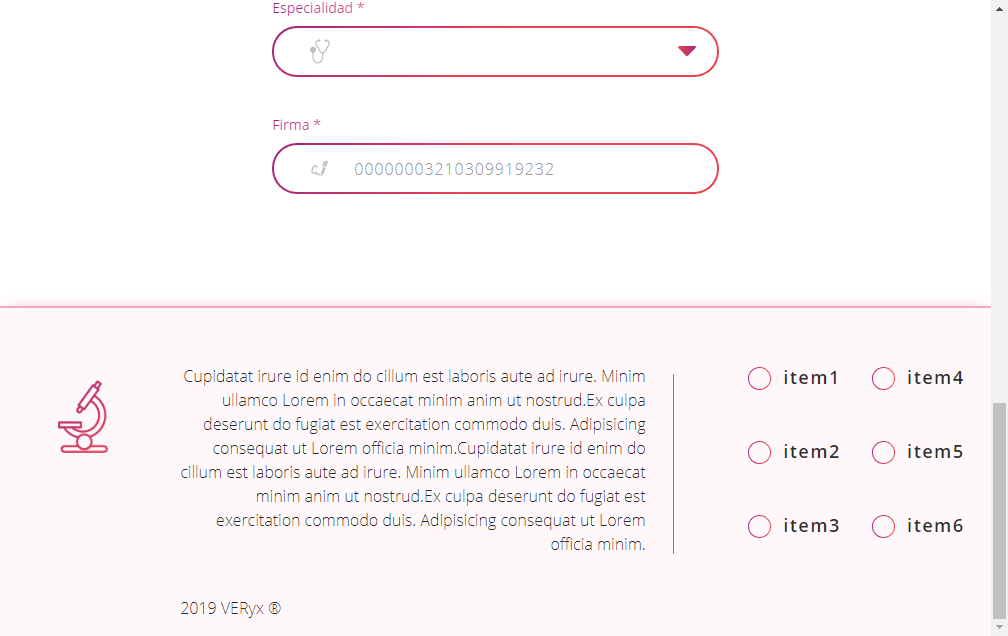 Especialidad *
Firma *
00000003210309919232
Cupidatat irure id enim do cillum est laboris aute ad irure. Minim
ullamco Lorem in occaecat minim anim ut nostrud.Ex culpa
deserunt do fugiat est exercitation commodo duis. Adipisicing
consequat ut Lorem officia minim.Cupidatat irure id enim do
cillum est laboris aute ad irure. Minim ullamco Lorem in occaecat
minim anim ut nostrud.Ex culpa deserunt do fugiat est
exercitation commodo duis. Adipisicing consequat ut Lorem
officia minim.
item1
item4
item2
item5
item3
item6
2019 VERyx ®